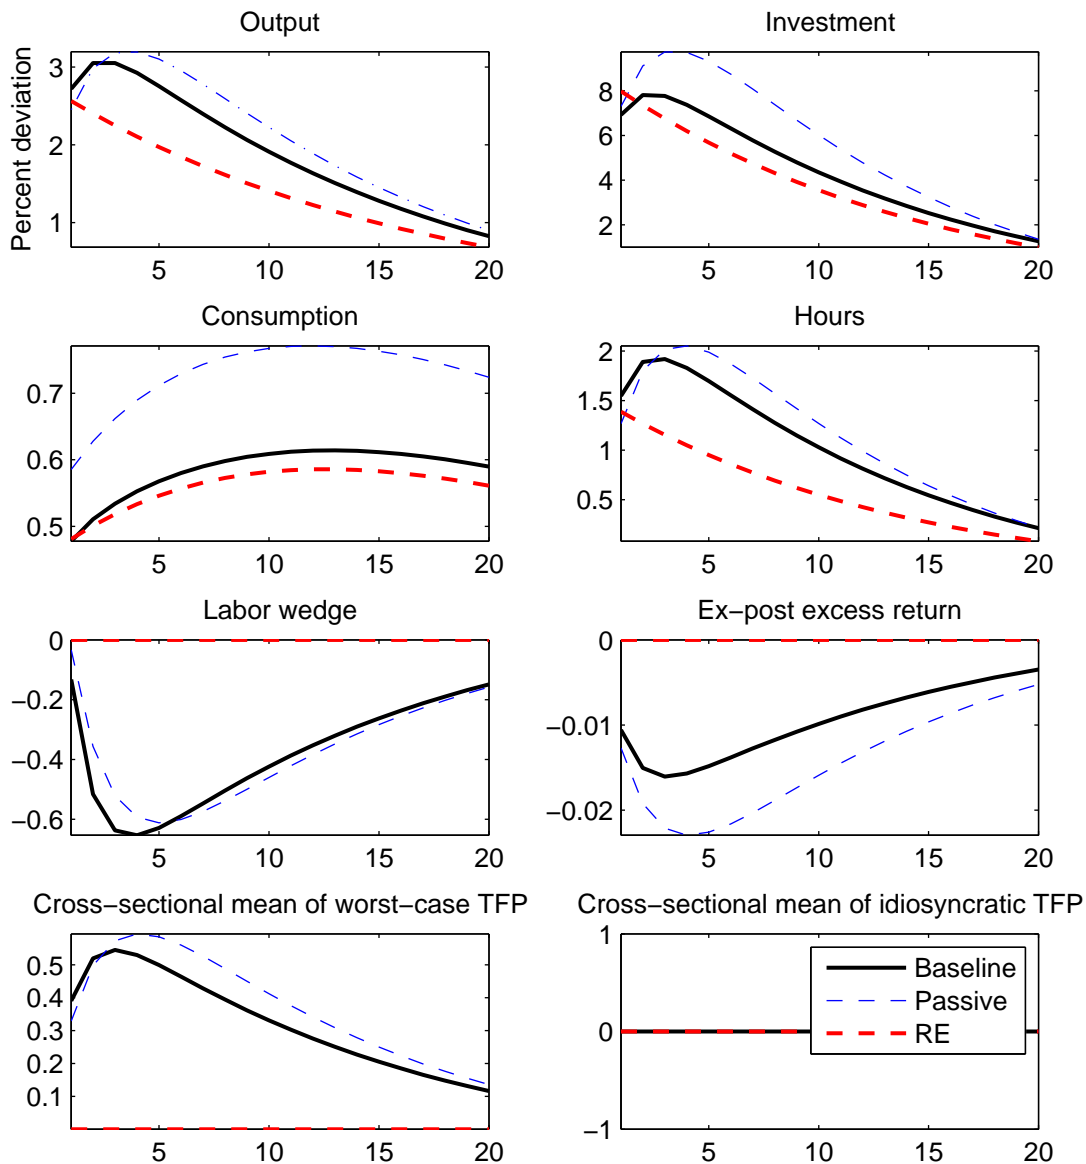 Output
Percent deviation
3
2
1
5 10 15 20
Investment
8
6
4
2
5 10 15 20
Consumption
0.7
0.6
0.5
5 10 15 20
Hours
2
1.5
1
0.5
5 10 15 20
Labor wedge
0
−0.2
−0.4
−0.6
5 10 15 20
Ex−post excess return
0
−0.01
−0.02
5 10 15 20
Cross−sectional mean of worst−case TFP
0.5
0.4
0.3
0.2
0.1
5 10 15 20
Cross−sectional mean of idiosyncratic TFP
1
0
−1
5 10 15 20
Baseline
Passive
RE